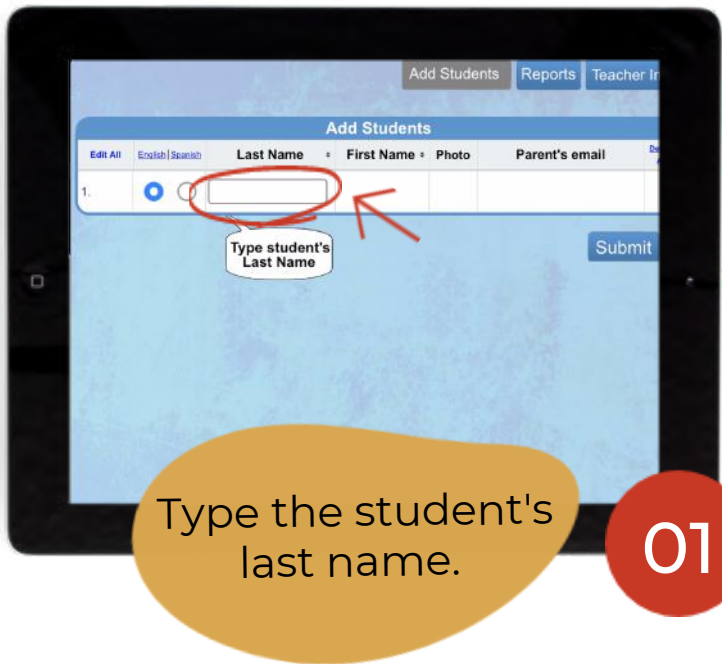 Add Students Reports Teacher
Add Students
Edit All English|Spanish Last Name First Name Photo Parent's email
1.
Type student's
Last Name
Submit
Type the student's
last name.
01